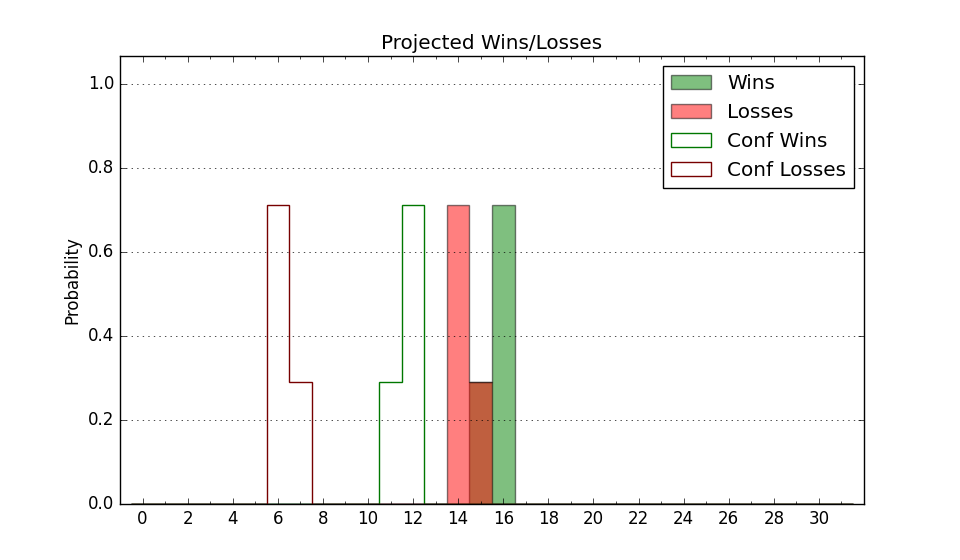 Projected Wins/Losses
Wins
Losses
Conf Wins
Conf Losses
Probability
1.0
0.8
0.6
0.4
0.2
0.0
0 2 4 6 8 10 12 14 16 18 20 22 24 26 28 30